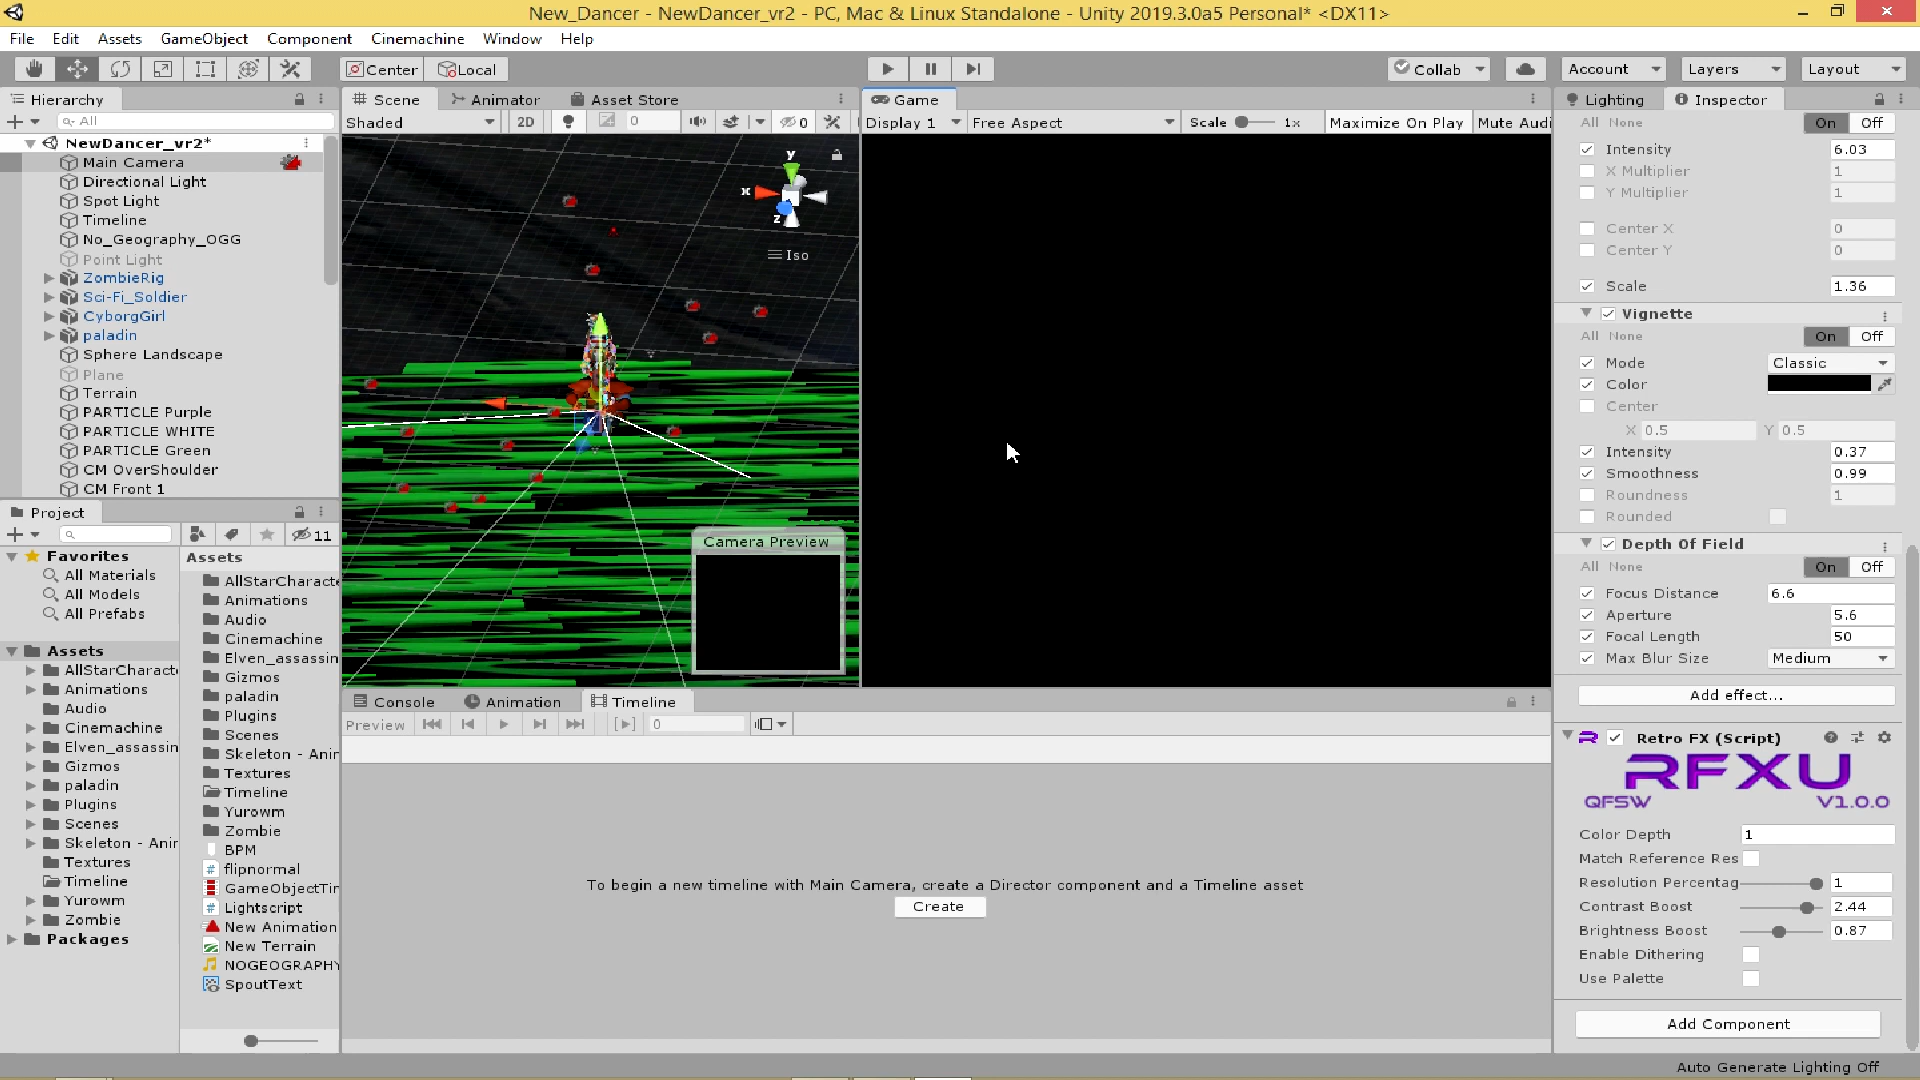 New_Dancer - NewDancer_vr2 - PC, Mac & Linux Standalone - Unity 2019.3.0a5 Personal* <DX11>
File Edit Assets GameObject Component Cinemachine Window Help
Center Local Collab Account Layers Layout
Hierarchy
All
NewDancer_vr2*
Main Camera
Directional Light
Spot Light
Timeline
No_Geography_OGG
Point Light
ZombieRig
Sci-Fi_Soldier
CyborgGirl
paladin
Sphere Landscape
Plane
Terrain
PARTICLE Purple
PARTICLE WHITE
PARTICLE Green
CM OverShoulder
CM Front 1
Scene Animator Asset Store
Shaded 2D 0 0
y
x
z
Iso
Camera Preview
Game
Display 1 Free Aspect Scale 1x Maximize On Play Mute Audi
Project
11
Favorites
All Materials
All Models
All Prefabs
Assets
AllStarCharacte
Animations
Audio
Cinemachine
Elven_assassin
Gizmos
paladin
Plugins
Scenes
Skeleton - Anir
Textures
Timeline
Yurowm
Zombie
Packages
Assets
AllStarCharacte
Animations
Audio
Cinemachine
Elven_assassin
Gizmos
paladin
Plugins
Scenes
Skeleton - Anir
Textures
Timeline
Yurowm
Zombie
BPM
flipnormal
GameObjectTir
Lightscript
New Animation
New Terrain
NOGEOGRAPHY
SpoutText
Console Animation Timeline
Preview 0
To begin a new timeline with Main Camera, create a Director component and a Timeline asset
Create
Lighting Inspector
All None On Off
Intensity 6.03
X Multiplier 1
Y Multiplier 1
Center X 0
Center Y 0
Scale 1.36
Vignette
All None On Off
Mode Classic
Color
Center
X 0.5 Y 0.5
Intensity 0.37
Smoothness 0.99
Roundness 1
Rounded
Depth Of Field
All None On Off
Focus Distance 6.6
Aperture 5.6
Focal Length 50
Max Blur Size Medium
Add effect...
Retro FX (Script)
RFXU
QFSW V1.0.0
Color Depth 1
Match Reference Res
Resolution Percentag 1
Contrast Boost 2.44
Brightness Boost 0.87
Enable Dithering
Use Palette
Add Component
Auto Generate Lighting Off